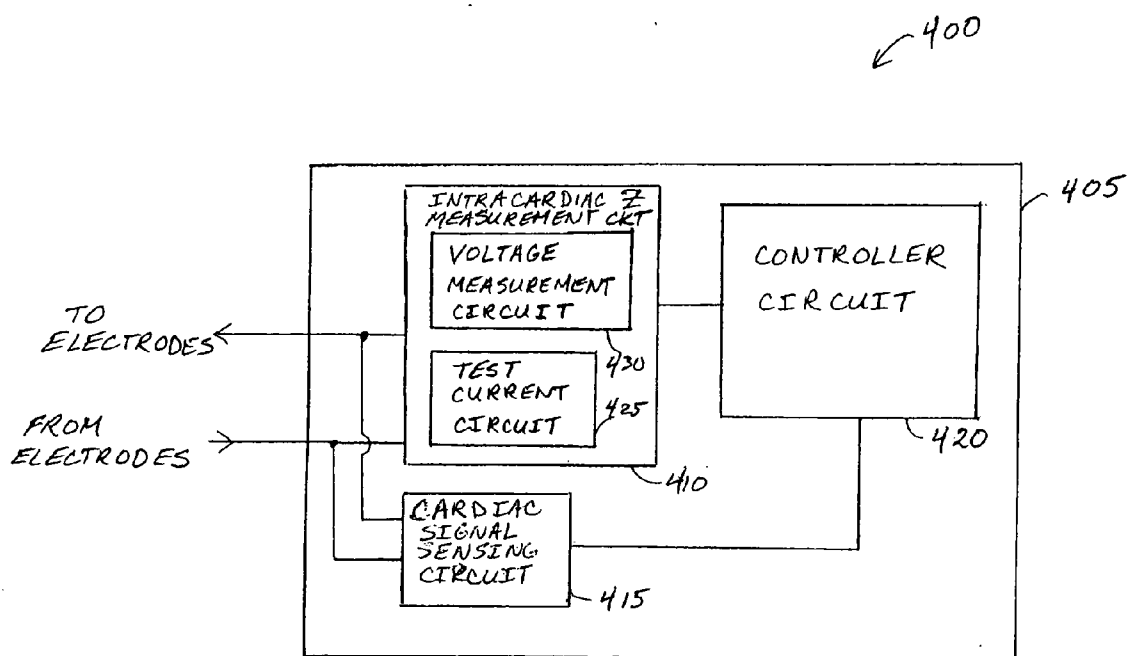 400
405
INTRACARDIAC Z
MEASUREMENT CKT
VOLTAGE
MEASUREMENT
CIRCUIT
430
TEST
CURRENT
CIRCUIT
425
410
CONTROLLER
CIRCUIT
420
TO
ELECTRODES
FROM
ELECTRODES
CARDIAC
SIGNAL
SENSING
CIRCUIT
415